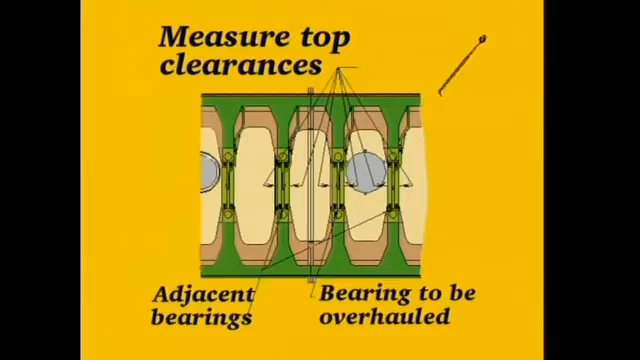 Measure top
clearances
Adjacent
bearings
Bearing to be
overhauled